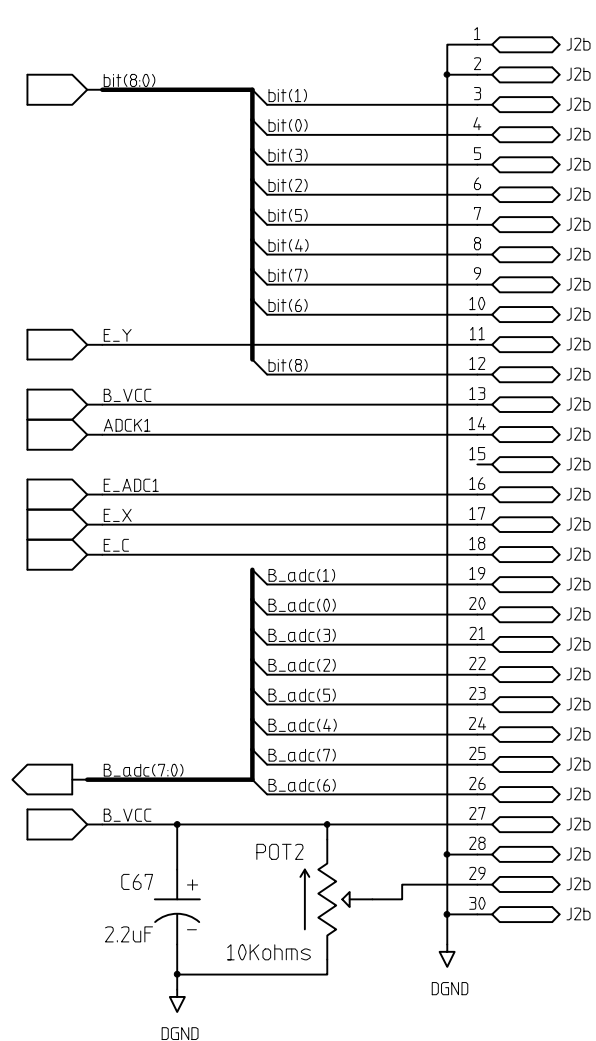 1 J2b
2 J2b
bit(8:0)
bit(1) 3 J2b
bit(0) 4 J2b
bit(3) 5 J2b
bit(2) 6 J2b
bit(5) 7 J2b
bit(4) 8 J2b
bit(7) 9 J2b
bit(6) 10 J2b
E_Y 11 J2b
bit(8) 12 J2b
B_VCC 13 J2b
ADCK1 14 J2b
15 J2b
E_ADC1 16 J2b
E_X 17 J2b
E_C 18 J2b
B_adc(1) 19 J2b
B_adc(0) 20 J2b
B_adc(3) 21 J2b
B_adc(2) 22 J2b
B_adc(5) 23 J2b
B_adc(4) 24 J2b
B_adc(7) 25 J2b
B_adc(7:0)
B_adc(6) 26 J2b
B_VCC 27 J2b
POT2 28 J2b
C67 + 29 J2b
30 J2b
2.2uF −
10Kohms
DGND
DGND